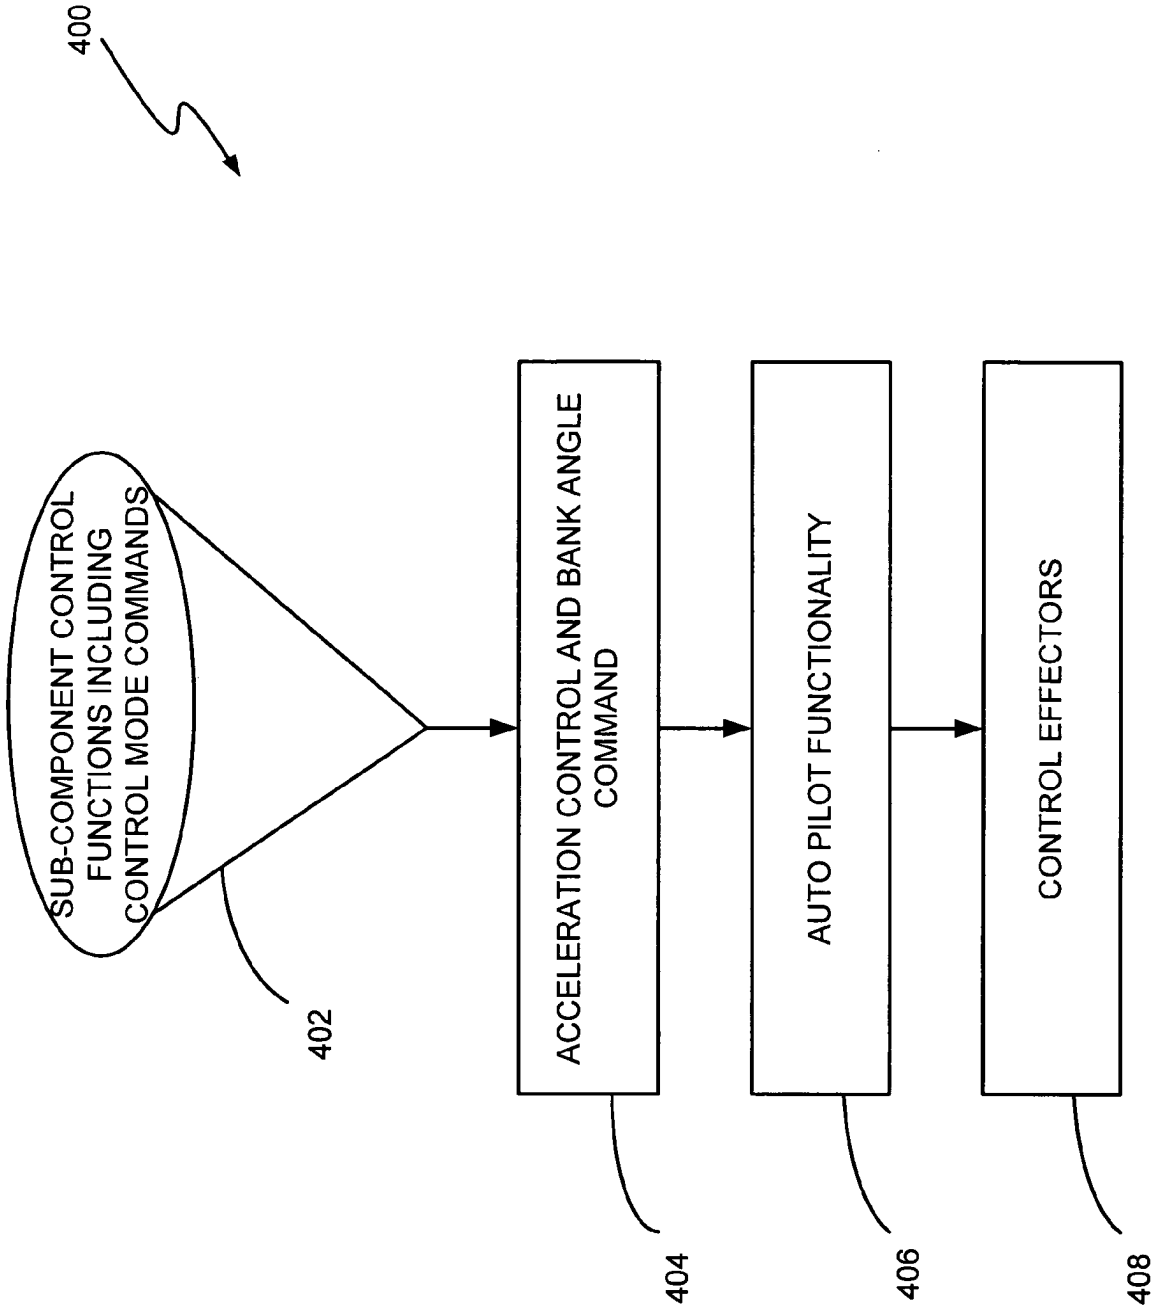 400
SUB-COMPONENT CONTROL
FUNCTIONS INCLUDING
CONTROL MODE COMMANDS
402
ACCELERATION CONTROL AND BANK ANGLE
COMMAND
404
AUTO PILOT FUNCTIONALITY
406
CONTROL EFFECTORS
408